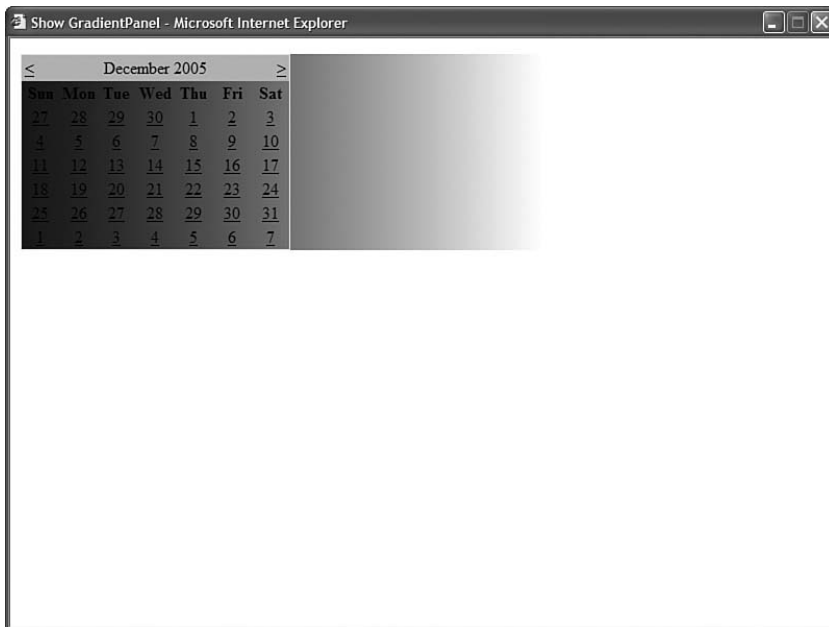 Show GradientPanel - Microsoft Internet Explorer
< December 2005 >
Sun Mon Tue Wed Thu Fri Sat
27 28 29 30 1 2 3
4 5 6 7 8 9 10
11 12 13 14 15 16 17
18 19 20 21 22 23 24
25 26 27 28 29 30 31
1 2 3 4 5 6 7